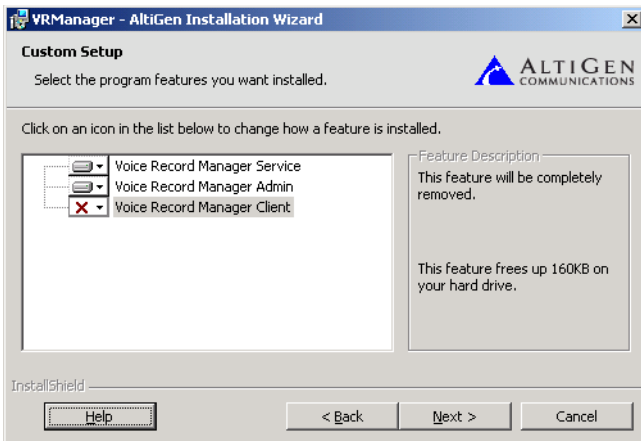 VRManager - AltiGen Installation Wizard
Custom Setup
Select the program features you want installed.
ALTIGEN
COMMUNICATIONS
Click on an icon in the list below to change how a feature is installed.
Voice Record Manager Service
Voice Record Manager Admin
Voice Record Manager Client
Feature Description
This feature will be completely
removed.
This feature frees up 160KB on
your hard drive.
InstallShield
Help
< Back
Next >
Cancel